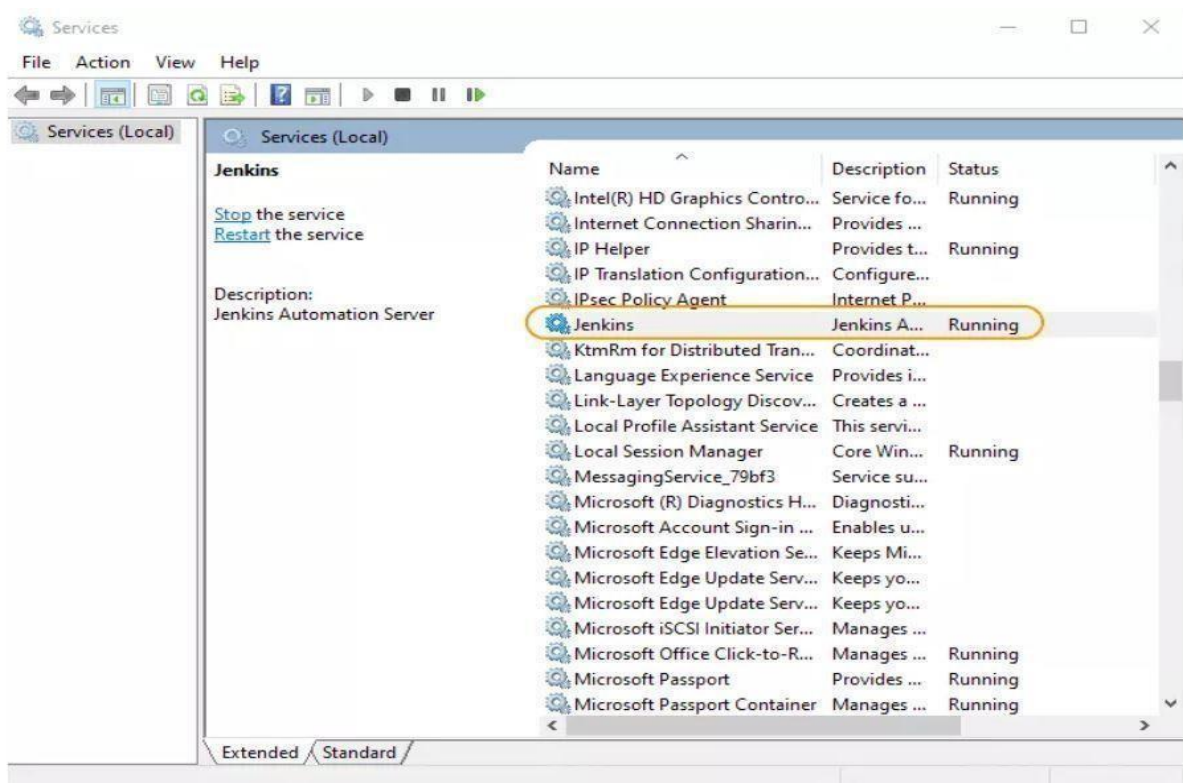 Services
File Action View Help
Services (Local)
Services (Local)
Jenkins
Stop the service
Restart the service
Description:
Jenkins Automation Server
Name Description Status
Intel(R) HD Graphics Contro... Service fo... Running
Internet Connection Sharin... Provides ...
IP Helper Provides t... Running
IP Translation Configuration... Configure...
IPsec Policy Agent Internet P...
Jenkins Jenkins A... Running
KtmRm for Distributed Tran... Coordinat...
Language Experience Service Provides i...
Link-Layer Topology Discov... Creates a ...
Local Profile Assistant Service This servi...
Local Session Manager Core Win... Running
MessagingService_79bf3 Service su...
Microsoft (R) Diagnostics H... Diagnosti...
Microsoft Account Sign-in ... Enables u...
Microsoft Edge Elevation Se... Keeps Mi...
Microsoft Edge Update Serv... Keeps yo...
Microsoft Edge Update Serv... Keeps yo...
Microsoft iSCSI Initiator Ser... Manages ...
Microsoft Office Click-to-R... Manages ... Running
Microsoft Passport Provides ... Running
Microsoft Passport Container Manages ... Running
Extended Standard